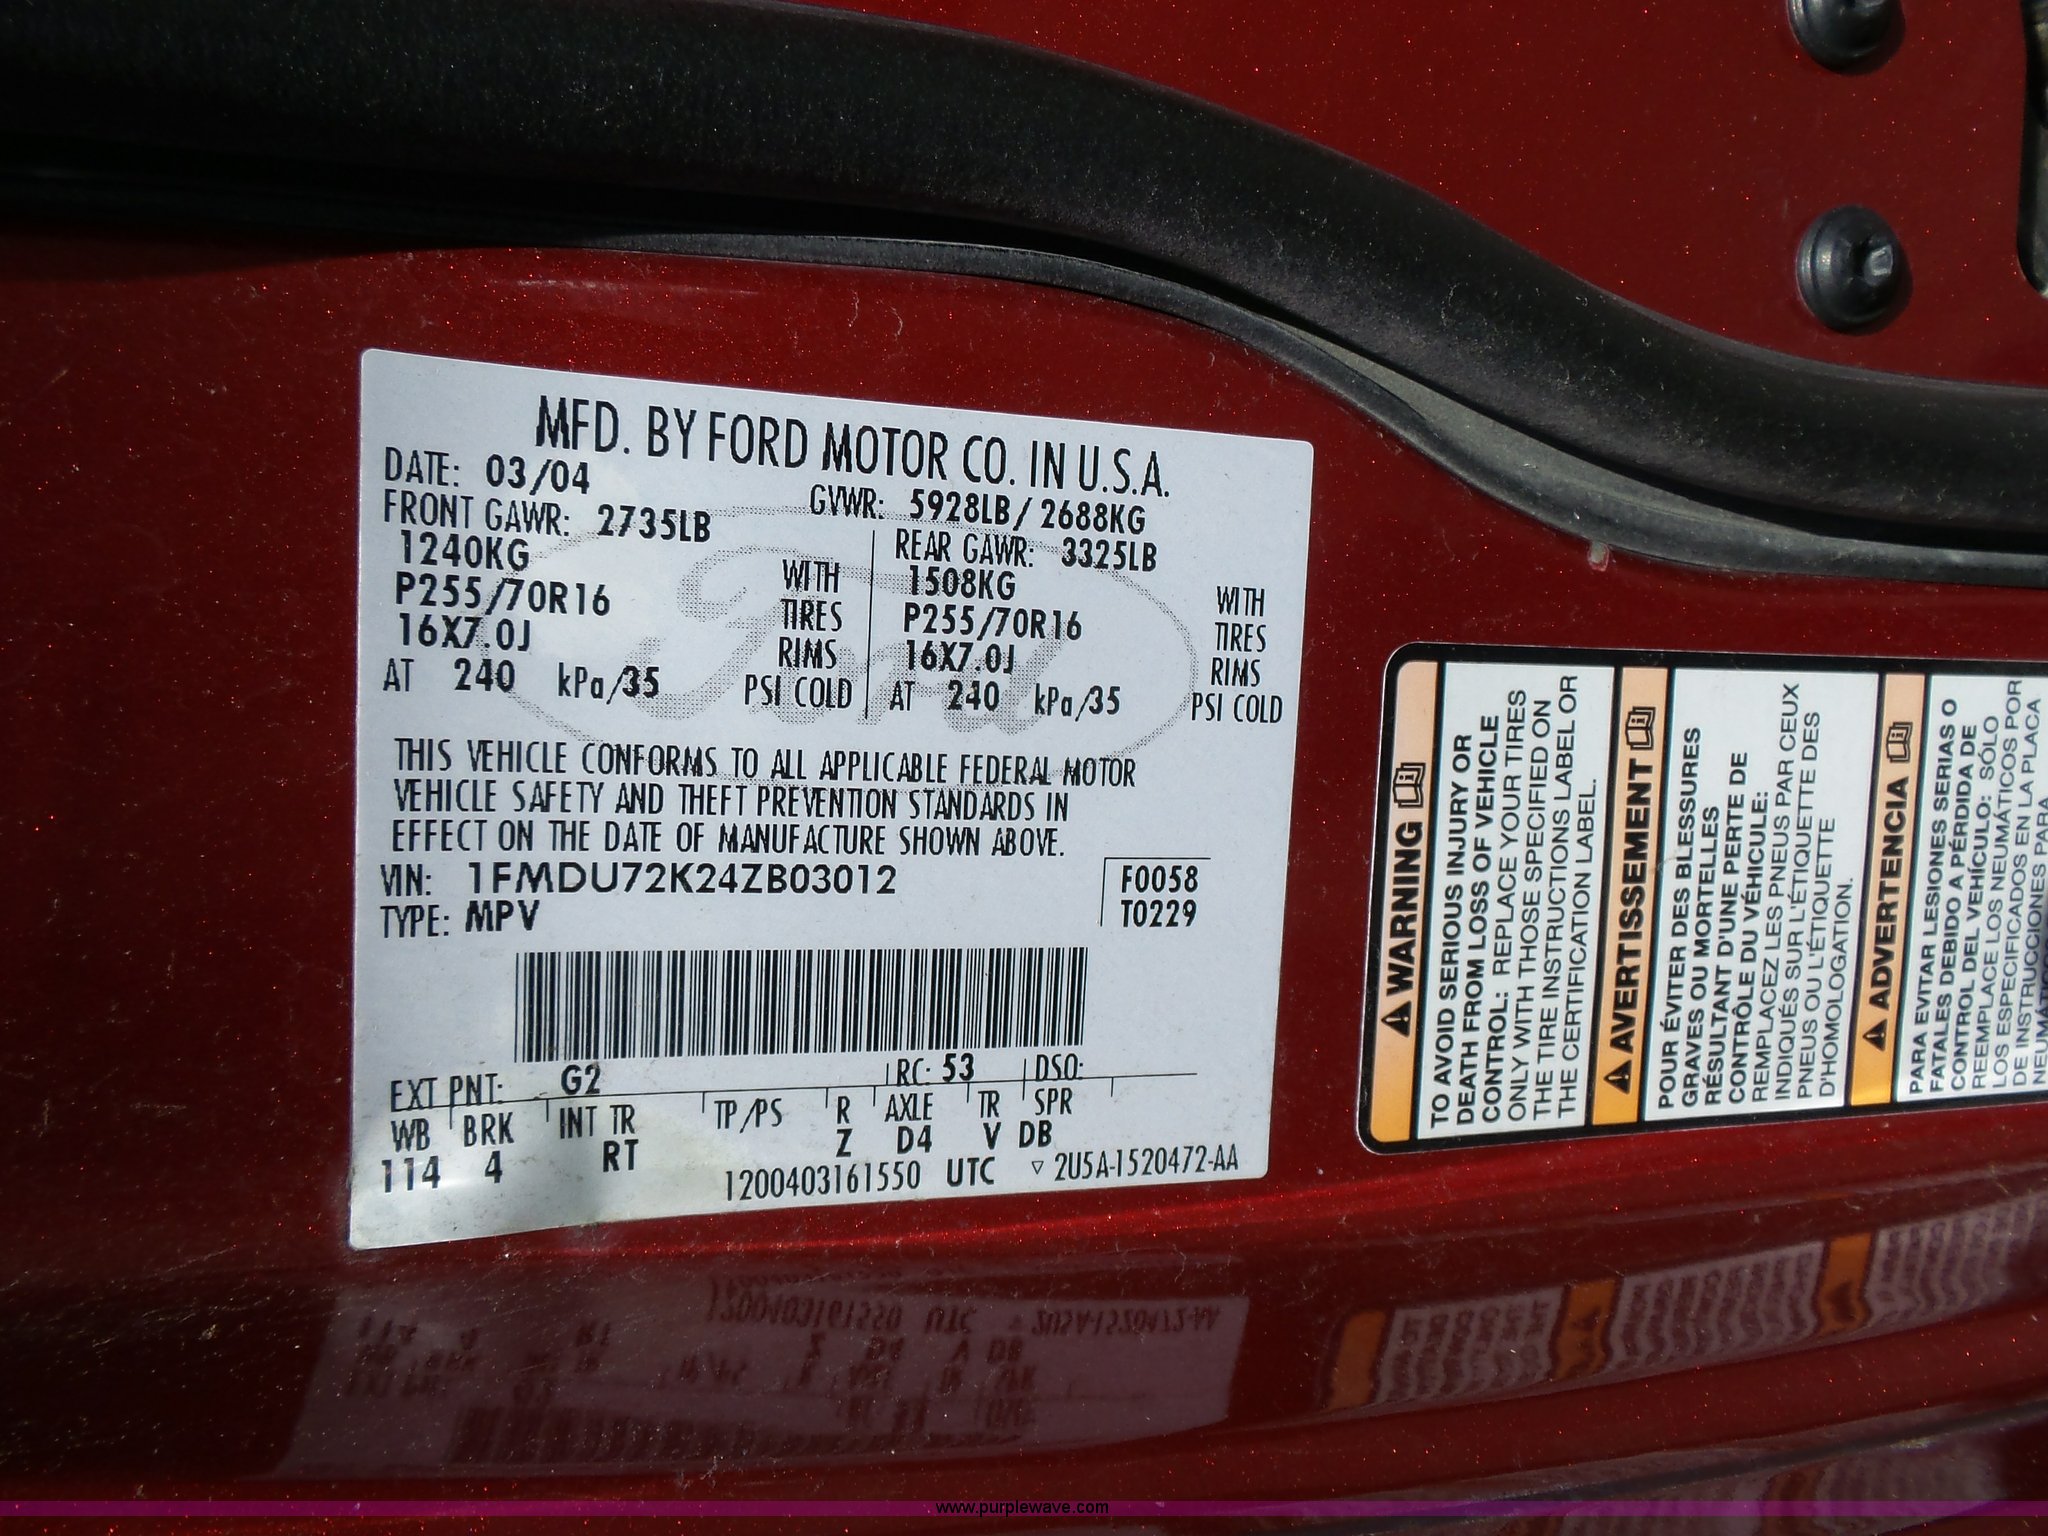 MFD. BY FORD MOTOR CO. IN U.S.A.
DATE: 03/04 GVWR: 5928LB/2688KG
FRONT GAWR: 2735LB REAR GAWR: 3325LB
1240KG WITH 1508KG WITH
P255/70R16 TIRES P255/70R16 TIRES
16X7.0J RIMS 16X7.0J RIMS
AT 240 kPa/35 PSI COLD AT 240 kPa/35 PSI COLD
THIS VEHICLE CONFORMS TO ALL APPLICABLE FEDERAL MOTOR
VEHICLE SAFETY AND THEFT PREVENTION STANDARDS IN
EFFECT ON THE DATE OF MANUFACTURE SHOWN ABOVE.
VIN: 1FMDU72K24ZB03012 F0058
TYPE: MPV T0229
EXT PNT: G2 RC: 53 DSO:
WB BRK INT TR TP/PS R AXLE TR SPR
114 4 RT Z D4 V DB
1200403161550 UTC ▿ 2U5A-1520472-AA
Ford
WARNING
TO AVOID SERIOUS INJURY OR
DEATH FROM LOSS OF VEHICLE
CONTROL: REPLACE YOUR TIRES
ONLY WITH THOSE SPECIFIED ON
THE TIRE INSTRUCTIONS LABEL OR
THE CERTIFICATION LABEL.
AVERTISSEMENT
POUR ÉVITER DES BLESSURES
GRAVES OU MORTELLES
RÉSULTANT D'UNE PERTE DE
CONTRÔLE DU VÉHICULE:
REMPLACEZ LES PNEUS PAR CEUX
INDIQUÉS SUR L'ÉTIQUETTE DES
PNEUS OU L'ÉTIQUETTE
D'HOMOLOGATION.
ADVERTENCIA
PARA EVITAR LESIONES SERIAS O
FATALES DEBIDO A PÉRDIDA DE
CONTROL DEL VEHÍCULO: SÓLO
REEMPLACE LOS NEUMÁTICOS POR
LOS ESPECIFICADOS EN LA PLACA
DE INSTRUCCIONES PARA
www.purplewave.com